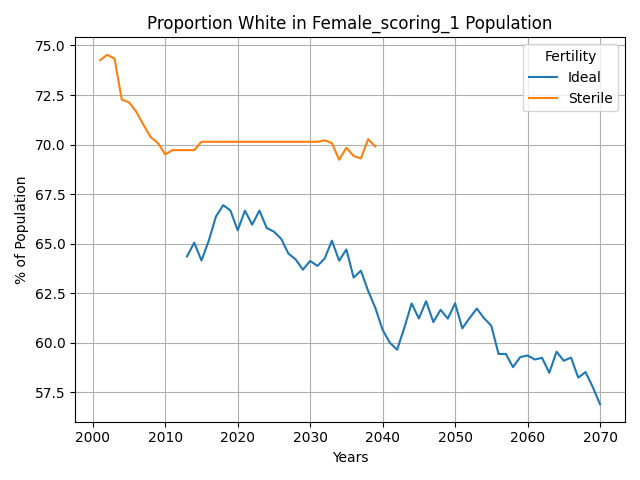 Proportion White in Female_scoring_1 Population
Fertility
Ideal
Sterile
% of Population
75.0
72.5
70.0
67.5
65.0
62.5
60.0
57.5
2000 2010 2020 2030 2040 2050 2060 2070
Years